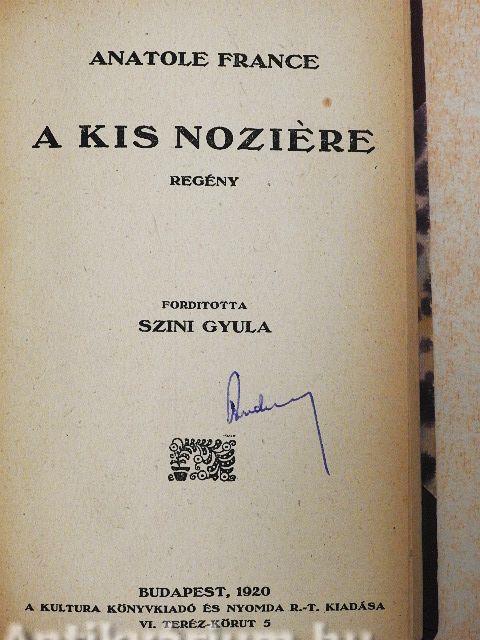 ANATOLE FRANCE
A KIS NOZIÈRE
REGÉNY
FORDITOTTA
SZINI GYULA
BUDAPEST, 1920
A KULTURA KÖNYVKIADÓ ÉS NYOMDA R.-T. KIADÁSA
VI. TERÉZ-KÖRUT 5